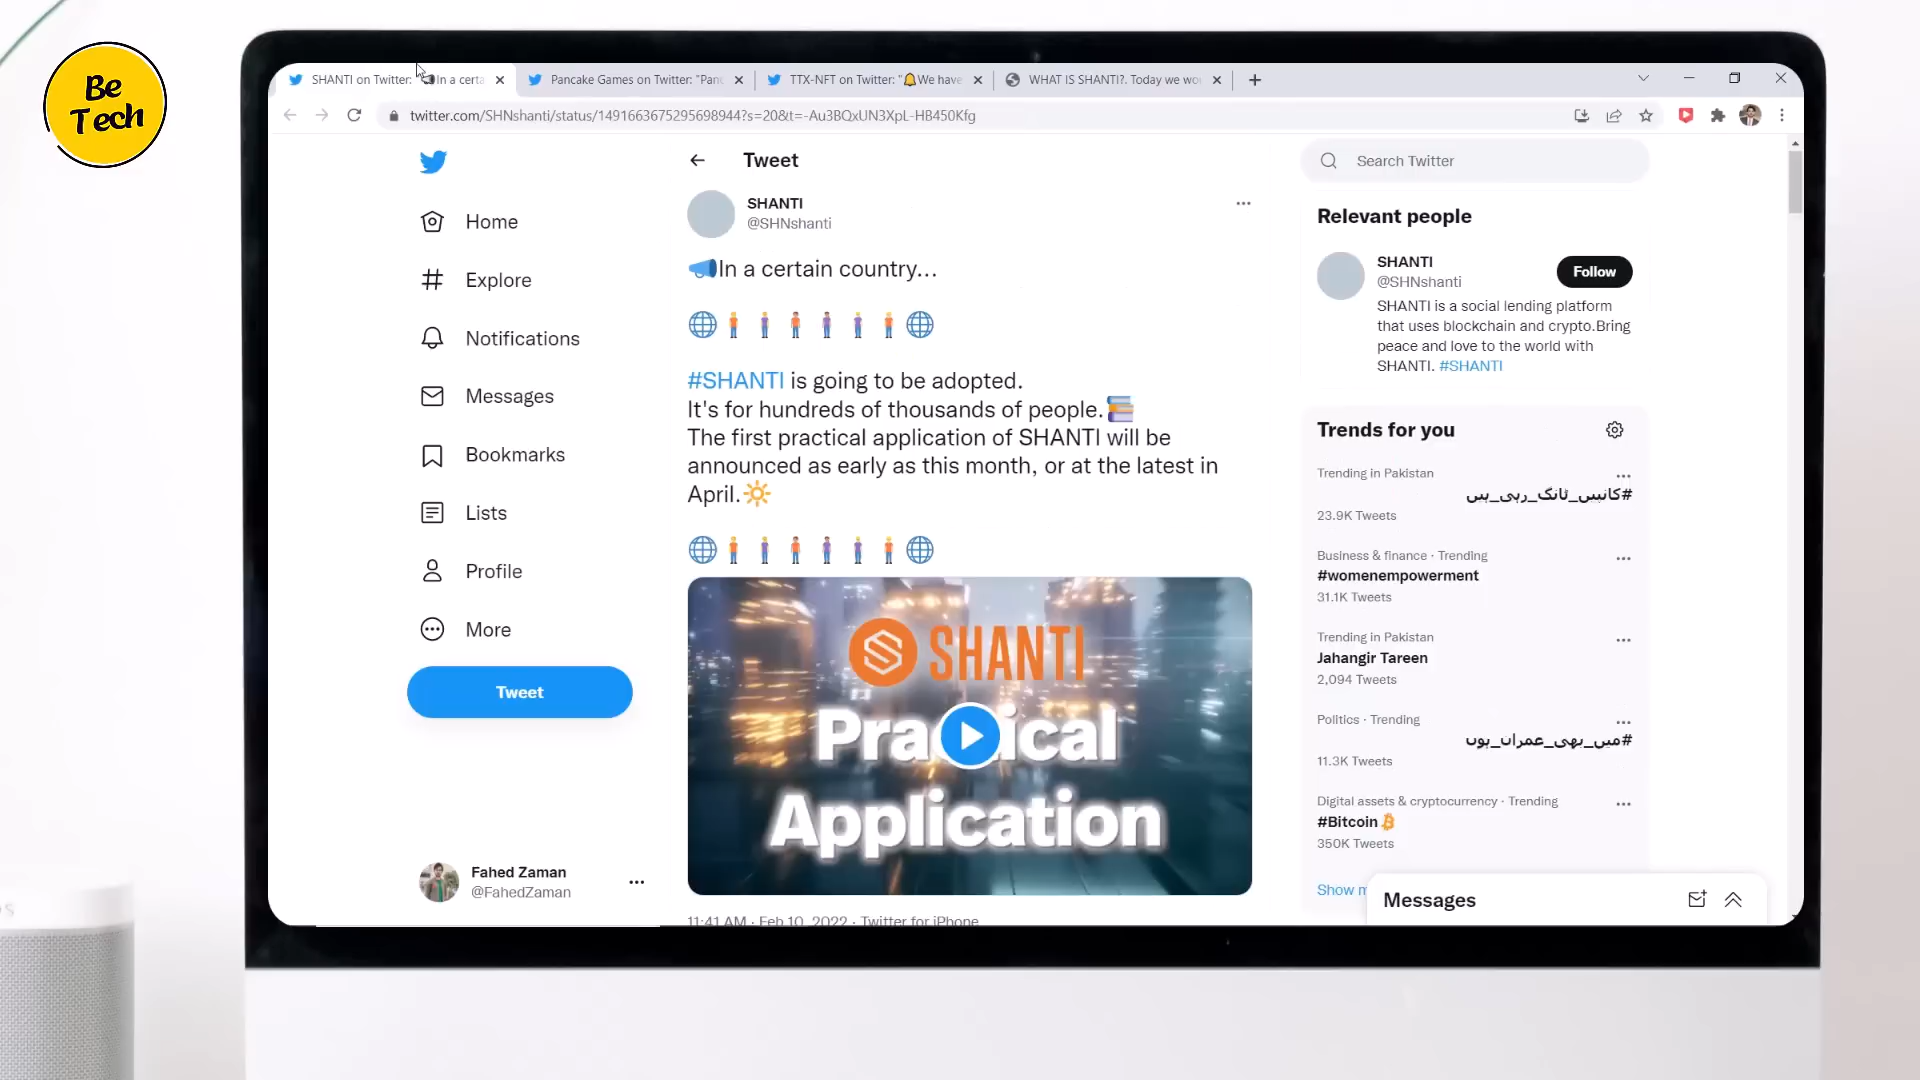 Be
Tech
SHANTI on Twitter: "📢In a certa
Pancake Games on Twitter: "Panc
TTX-NFT on Twitter: "🔔We have
WHAT IS SHANTI?. Today we wou
twitter.com/SHNshanti/status/1491663675295698944?s=20&t=-Au3BQxUN3XpL-HB450Kfg
Home
Explore
Notifications
Messages
Bookmarks
Lists
Profile
More
Tweet
Fahed Zaman
@FahedZaman
Tweet
SHANTI
@SHNshanti
📢In a certain country…
#SHANTI is going to be adopted.
It's for hundreds of thousands of people.📚
The first practical application of SHANTI will be
announced as early as this month, or at the latest in
April.🔆
SHANTI
Practical
Application
11:41 AM · Feb 10, 2022 · Twitter for iPhone
Search Twitter
Relevant people
SHANTI
@SHNshanti
Follow
SHANTI is a social lending platform
that uses blockchain and crypto.Bring
peace and love to the world with
SHANTI. #SHANTI
Trends for you
Trending in Pakistan
#کانپیں_ٹانگ_رہی_ہیں
23.9K Tweets
Business & finance · Trending
#womenempowerment
31.1K Tweets
Trending in Pakistan
Jahangir Tareen
2,094 Tweets
Politics · Trending
#میں_بھی_عمران_ہوں
11.3K Tweets
Digital assets & cryptocurrency · Trending
#Bitcoin
350K Tweets
Show
Messages